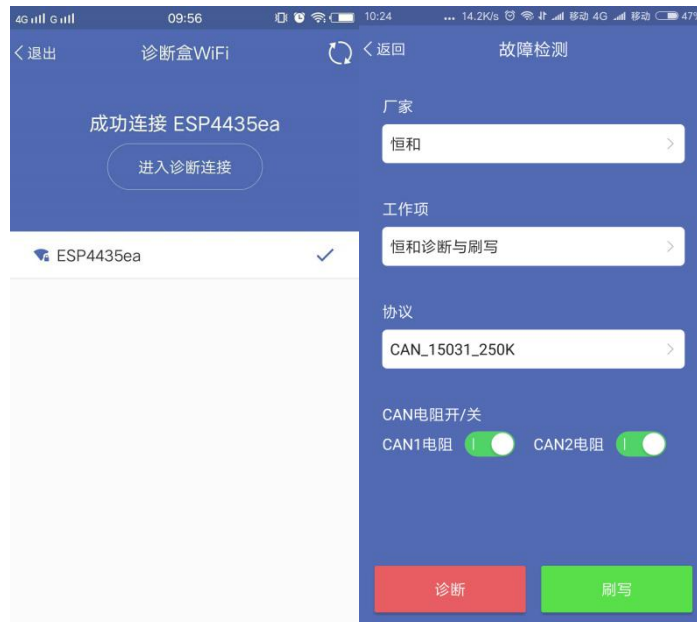 4G G 09:56
退出 诊断盒WiFi
成功连接 ESP4435ea
进入诊断连接
ESP4435ea
10:24 ... 14.2K/s 移动 4G 移动 47%
返回 故障检测
厂家
恒和
工作项
恒和诊断与刷写
协议
CAN_15031_250K
CAN电阻开/关
CAN1电阻 CAN2电阻
诊断 刷写